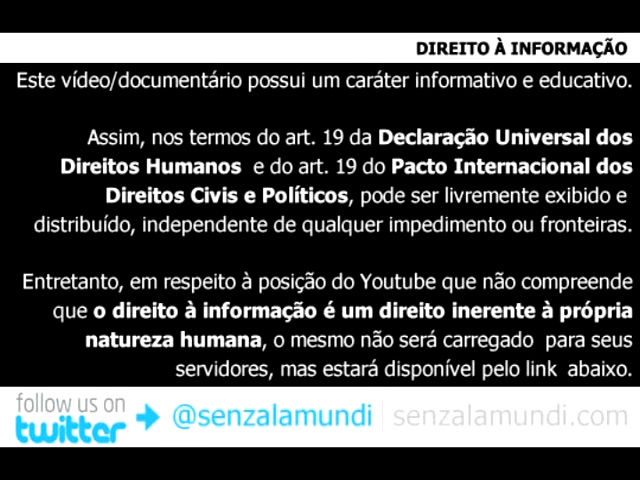 DIREITO À INFORMAÇÃO
Este vídeo/documentário possui um caráter informativo e educativo.
Assim, nos termos do art. 19 da Declaração Universal dos
Direitos Humanos e do art. 19 do Pacto Internacional dos
Direitos Civis e Políticos, pode ser livremente exibido e
distribuído, independente de qualquer impedimento ou fronteiras.
Entretanto, em respeito à posição do Youtube que não compreende
que o direito à informação é um direito inerente à própria
natureza humana, o mesmo não será carregado para seus
servidores, mas estará disponível pelo link abaixo.
follow us on
twitter @senzalamundi | senzalamundi.com